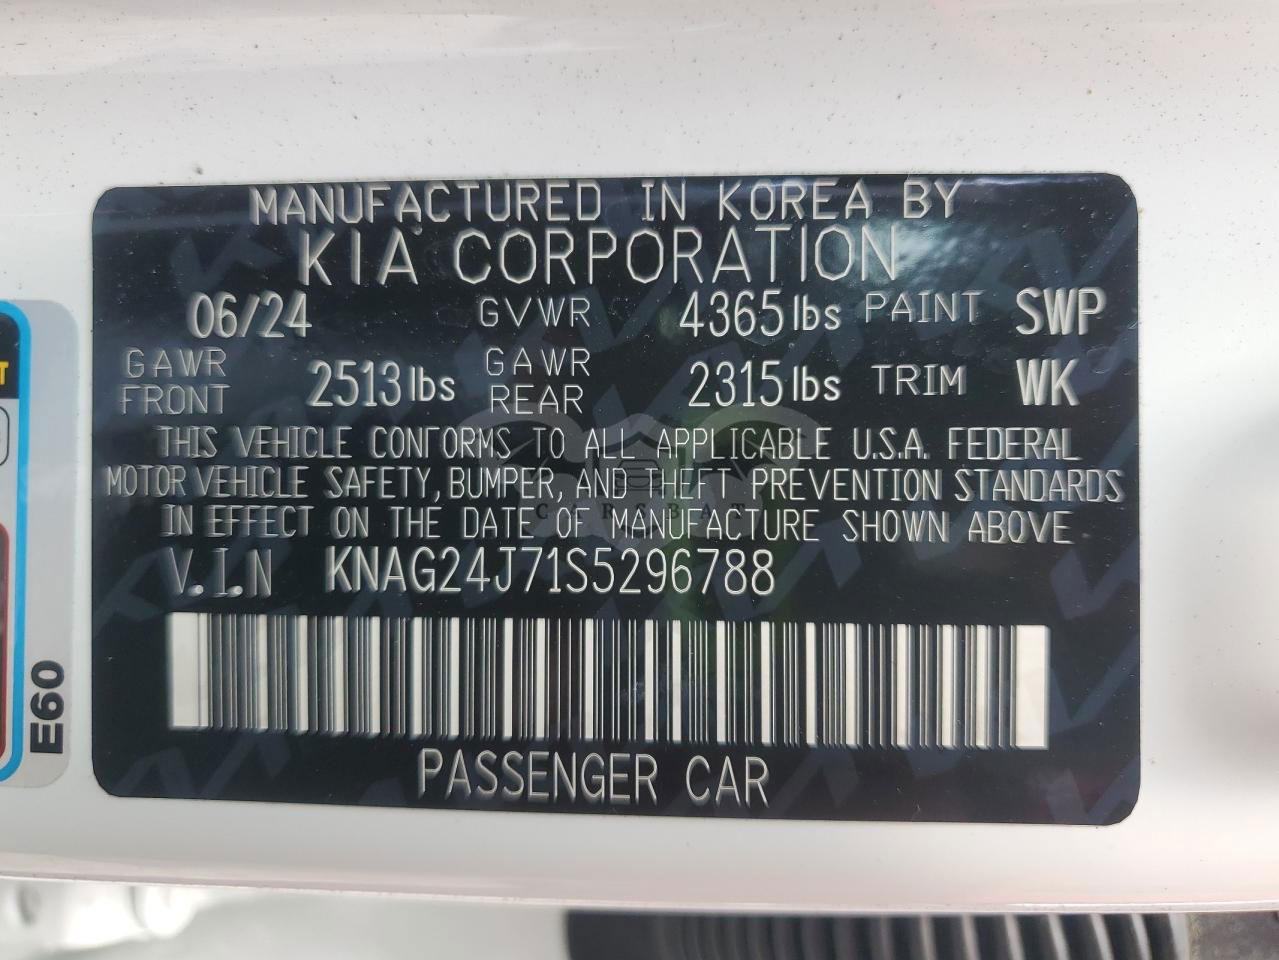 MANUFACTURED IN KOREA BY
KIA CORPORATION
06/24 GVWR 4365 lbs PAINT SWP
GAWR FRONT 2513 lbs GAWR REAR 2315 lbs TRIM WK
THIS VEHICLE CONFORMS TO ALL APPLICABLE U.S.A. FEDERAL
MOTOR VEHICLE SAFETY, BUMPER, AND THEFT PREVENTION STANDARDS
IN EFFECT ON THE DATE OF MANUFACTURE SHOWN ABOVE
V.I.N KNAG24J71S5296788
PASSENGER CAR
E60
CARSBAT